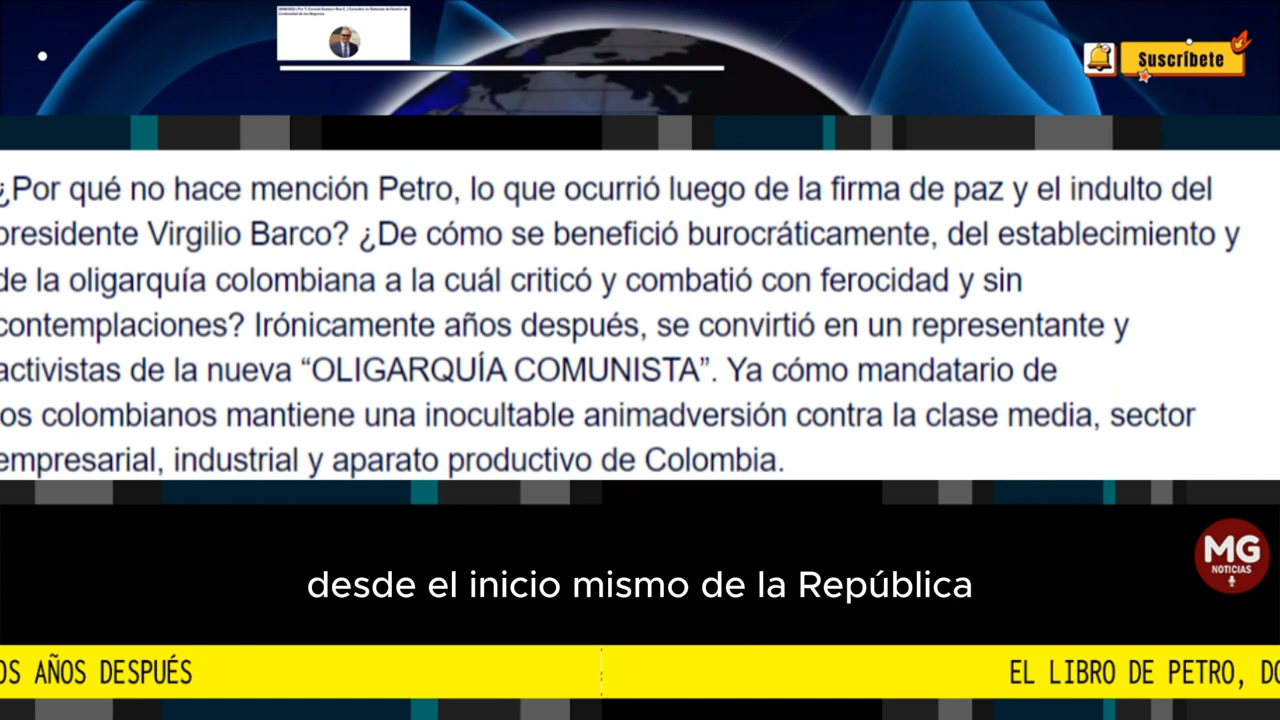 Suscríbete
¿Por qué no hace mención Petro, lo que ocurrió luego de la firma de paz y el indulto del
presidente Virgilio Barco? ¿De cómo se benefició burocráticamente, del establecimiento y
de la oligarquía colombiana a la cuál criticó y combatió con ferocidad y sin
contemplaciones? Irónicamente años después, se convirtió en un representante y
activistas de la nueva “OLIGARQUÍA COMUNISTA”. Ya cómo mandatario de
los colombianos mantiene una inocultable animadversión contra la clase media, sector
empresarial, industrial y aparato productivo de Colombia.
MG
NOTICIAS
desde el inicio mismo de la República
OS AÑOS DESPUÉS
EL LIBRO DE PETRO, DO